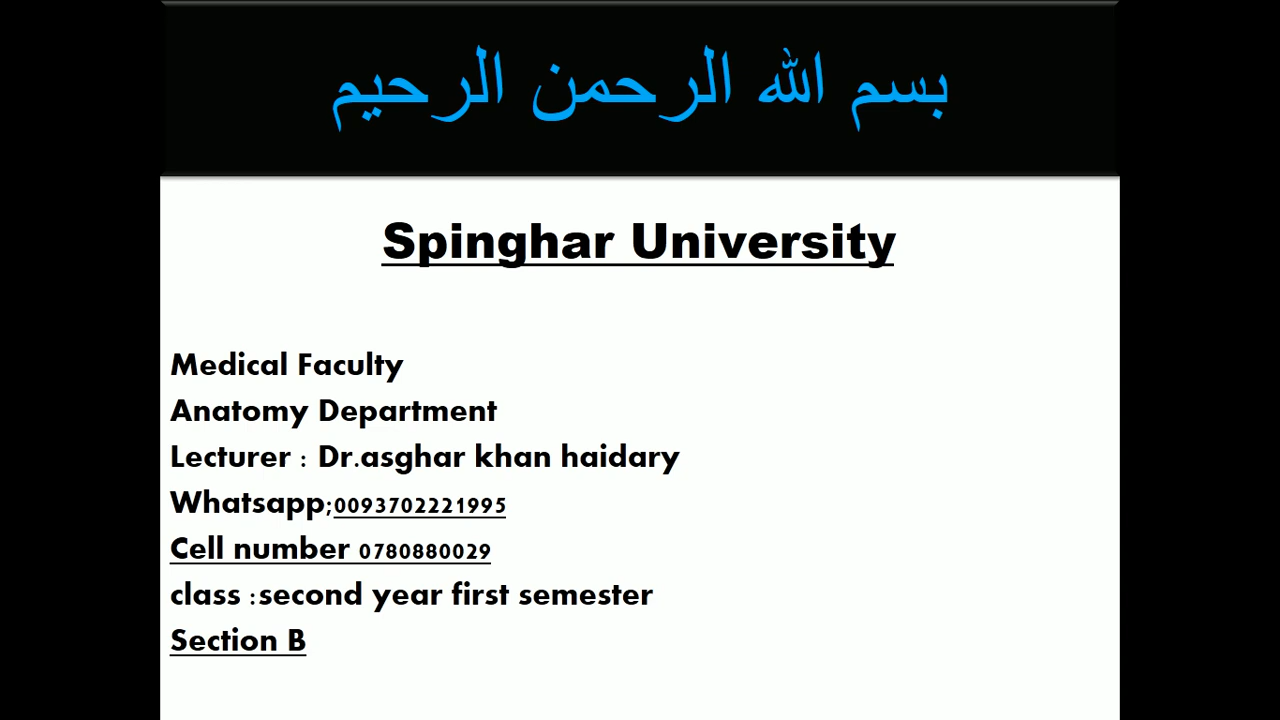 بسم الله الرحمن الرحيم
Spinghar University
Medical Faculty
Anatomy Department
Lecturer : Dr.asghar khan haidary
Whatsapp;0093702221995
Cell number 0780880029
class :second year first semester
Section B